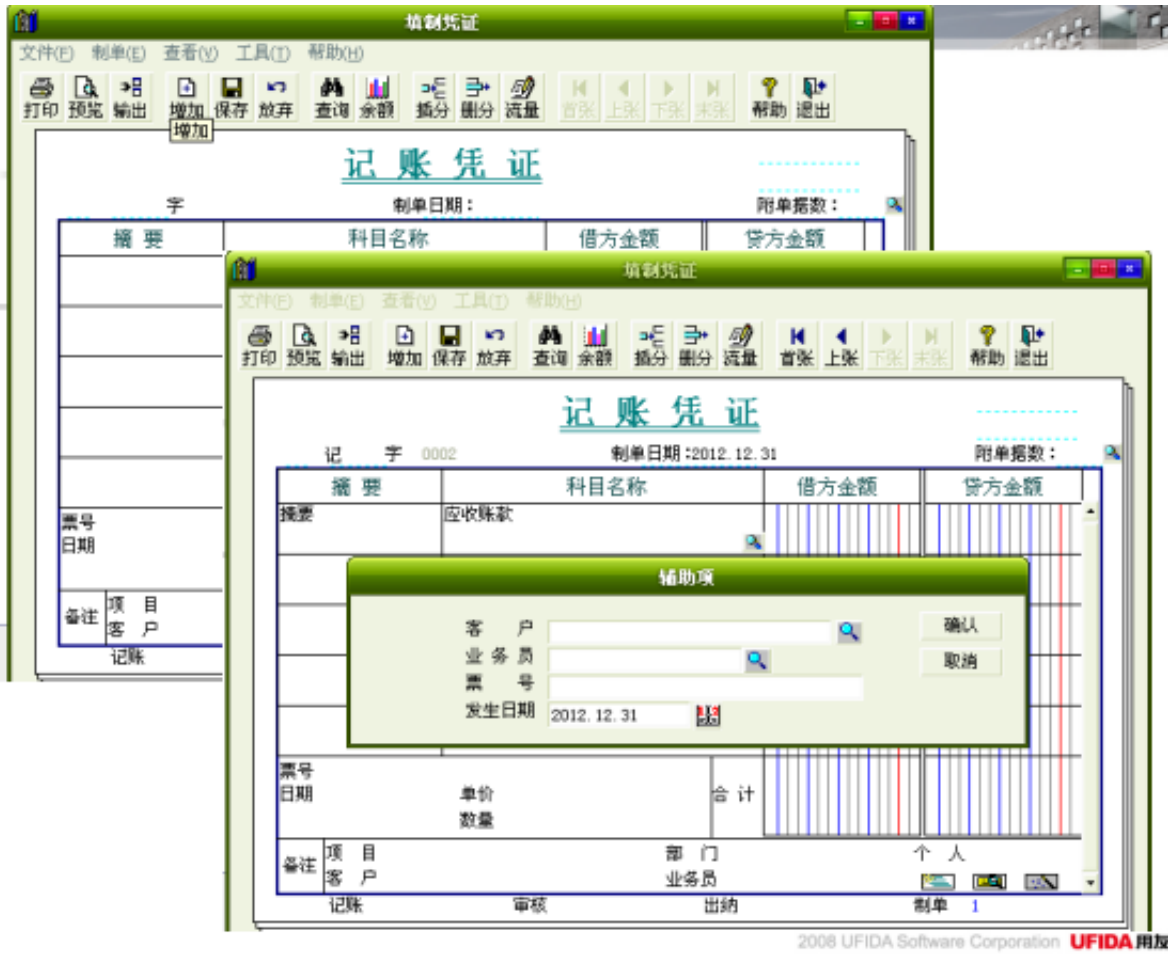 填制凭证
文件(F) 制单(E) 查看(V) 工具(T) 帮助(H)
打印 预览 输出 增加 保存 放弃 查询 余额 插分 删分 流量 首张 上张 下张 末张 帮助 退出
增加
记 账 凭 证
字 制单日期： 附单据数：
摘 要 科目名称 借方金额 贷方金额
票号
日期
备注 项 目
客 户
记账
填制凭证
文件(F) 制单(E) 查看(V) 工具(T) 帮助(H)
打印 预览 输出 增加 保存 放弃 查询 余额 插分 删分 流量 首张 上张 下张 末张 帮助 退出
记 账 凭 证
记 字 0002 制单日期：2012.12.31 附单据数：
摘 要 科目名称 借方金额 贷方金额
摘要 应收账款
辅助项
客 户 确认
业 务 员 取消
票 号
发生日期 2012.12.31
票号
日期 单价 合 计
数量
备注 项 目 部 门 个 人
客 户 业务员
记账 审核 出纳 制单 1
2008 UFIDA Software Corporation UFIDA 用友